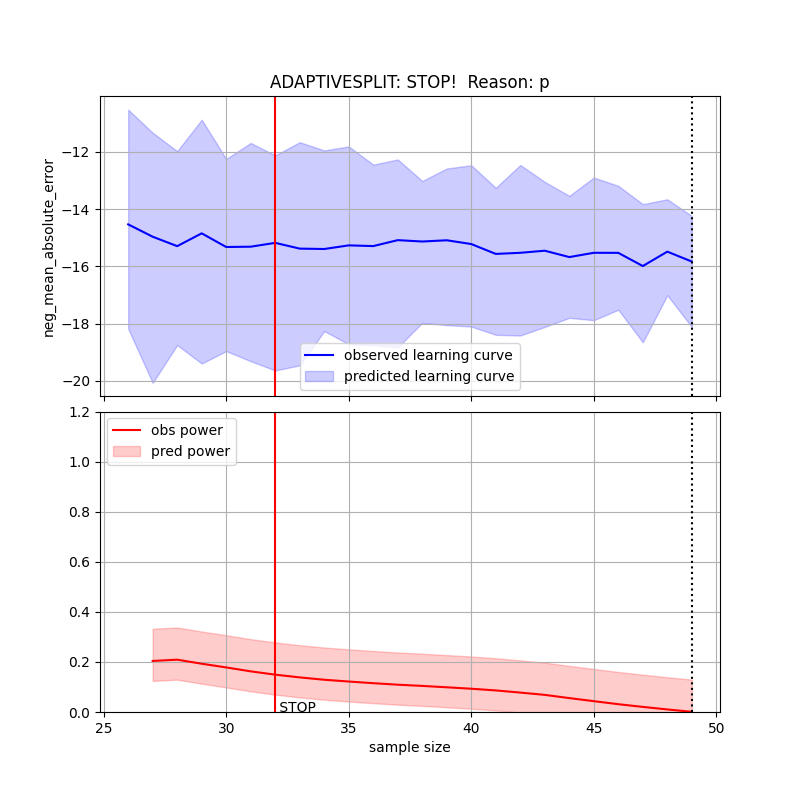 ADAPTIVESPLIT: STOP!  Reason: p
neg_mean_absolute_error
−12
−14
−16
−18
−20
observed learning curve
predicted learning curve
1.2
1.0
0.8
0.6
0.4
0.2
0.0
obs power
pred power
STOP
25
30
35
40
45
50
sample size